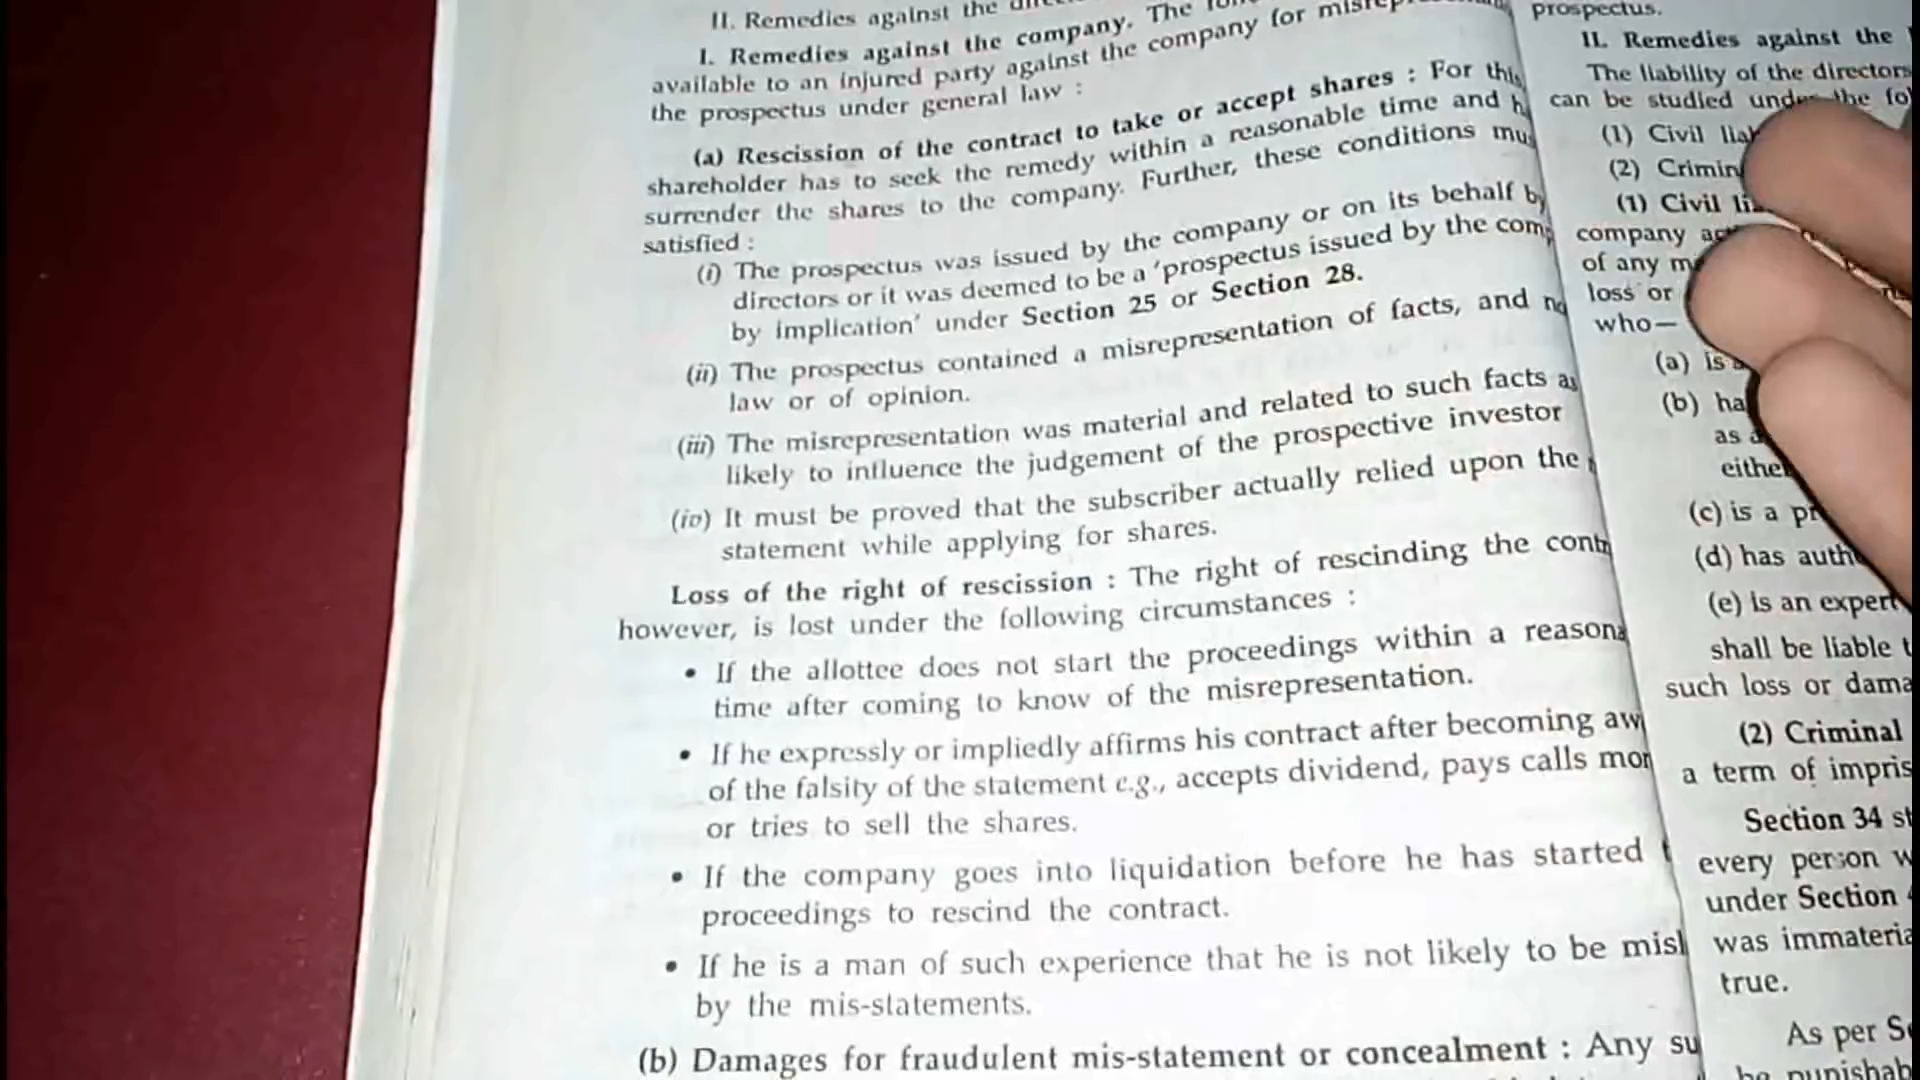 II. Remedies against the
I. Remedies against the company. The
available to an injured party against the company for
the prospectus under general law :
(a) Rescission of the contract to take or accept shares : For this
shareholder has to seek the remedy within a reasonable time and
surrender the shares to the company. Further, these conditions
satisfied :
(i) The prospectus was issued by the company or on its behalf by
directors or it was deemed to be a 'prospectus issued by the
by implication' under Section 25 or Section 28.
(ii) The prospectus contained a misrepresentation of facts, and
law or of opinion.
(iii) The misrepresentation was material and related to such facts
likely to influence the judgement of the prospective investor
(iv) It must be proved that the subscriber actually relied upon the
statement while applying for shares.
Loss of the right of rescission : The right of rescinding the
however, is lost under the following circumstances :
• If the allottee does not start the proceedings within a
time after coming to know of the misrepresentation.
• If he expressly or impliedly affirms his contract after becoming
of the falsity of the statement e.g., accepts dividend, pays calls
or tries to sell the shares.
• If the company goes into liquidation before he has started
proceedings to rescind the contract.
• If he is a man of such experience that he is not likely to be
by the mis-statements.
(b) Damages for fraudulent mis-statement or concealment : Any
prospectus.
II. Remedies against the
The liability of the directors
can be studied under the
(1) Civil
(2)
(1) Civil
company
of any
loss or
who—
(a) is
(b)
as
(c) is a
(d) has
(e) is an expert
shall be liable
such loss or
(2) Criminal
a term of
Section 34
every person
under Section
was
true.
As per
be